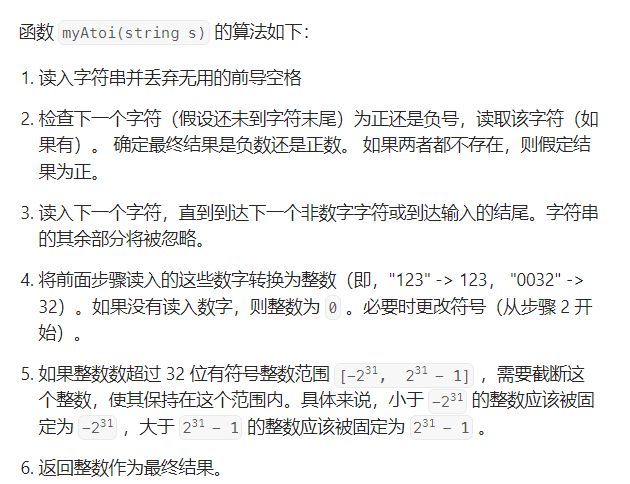 函数 myAtoi(string s) 的算法如下：
1. 读入字符串并丢弃无用的前导空格
2. 检查下一个字符（假设还未到字符末尾）为正还是负号，读取该字符（如
果有）。 确定最终结果是负数还是正数。 如果两者都不存在，则假定结
果为正。
3. 读入下一个字符，直到到达下一个非数字字符或到达输入的结尾。字符串
的其余部分将被忽略。
4. 将前面步骤读入的这些数字转换为整数（即，"123" -> 123， "0032" ->
32）。如果没有读入数字，则整数为 0 。必要时更改符号（从步骤 2 开
始）。
5. 如果整数数超过 32 位有符号整数范围 [−2³¹,  2³¹ − 1] ，需要截断这
个整数，使其保持在这个范围内。具体来说，小于 −2³¹ 的整数应该被固
定为 −2³¹ ，大于 2³¹ − 1 的整数应该被固定为 2³¹ − 1 。
6. 返回整数作为最终结果。